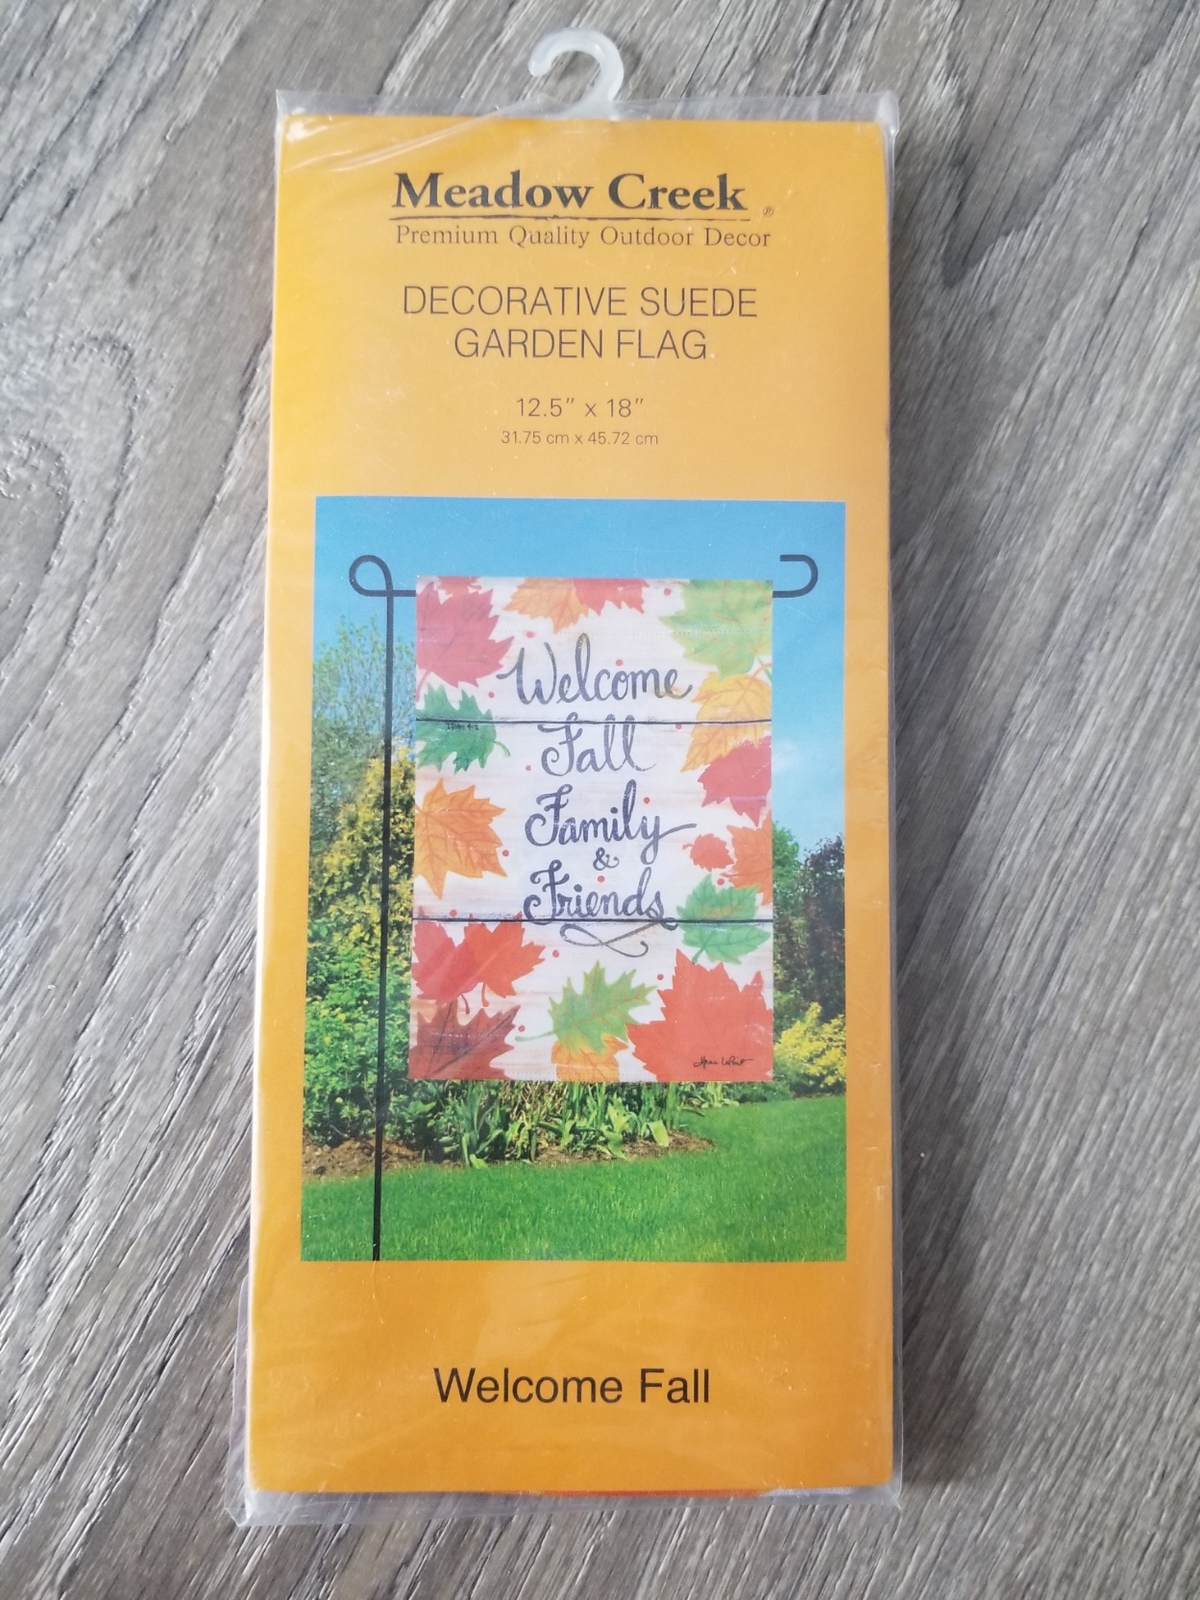 Meadow Creek ®
Premium Quality Outdoor Decor
DECORATIVE SUEDE
GARDEN FLAG
12.5" x 18"
31.75 cm x 45.72 cm
Welcome
Fall
Family
&
Friends
Welcome Fall